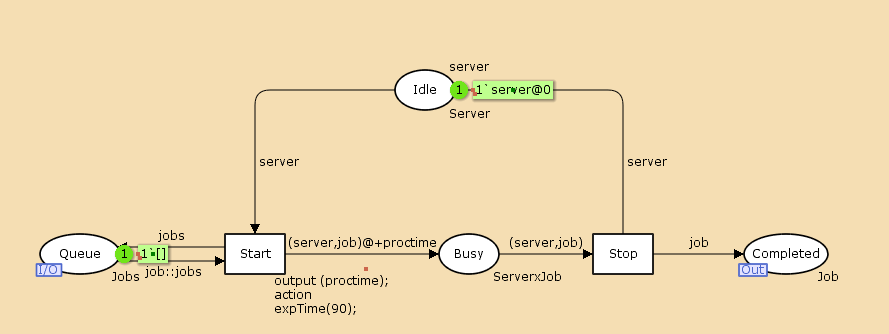 server
Idle
1
1`server@0
Server
server
server
jobs
(server,job)@+proctime
(server,job)
job
Queue
1
1`[]
Start
Busy
Stop
Completed
I/O
Jobs
job::jobs
ServerxJob
Out
Job
output (proctime);
action
expTime(90);